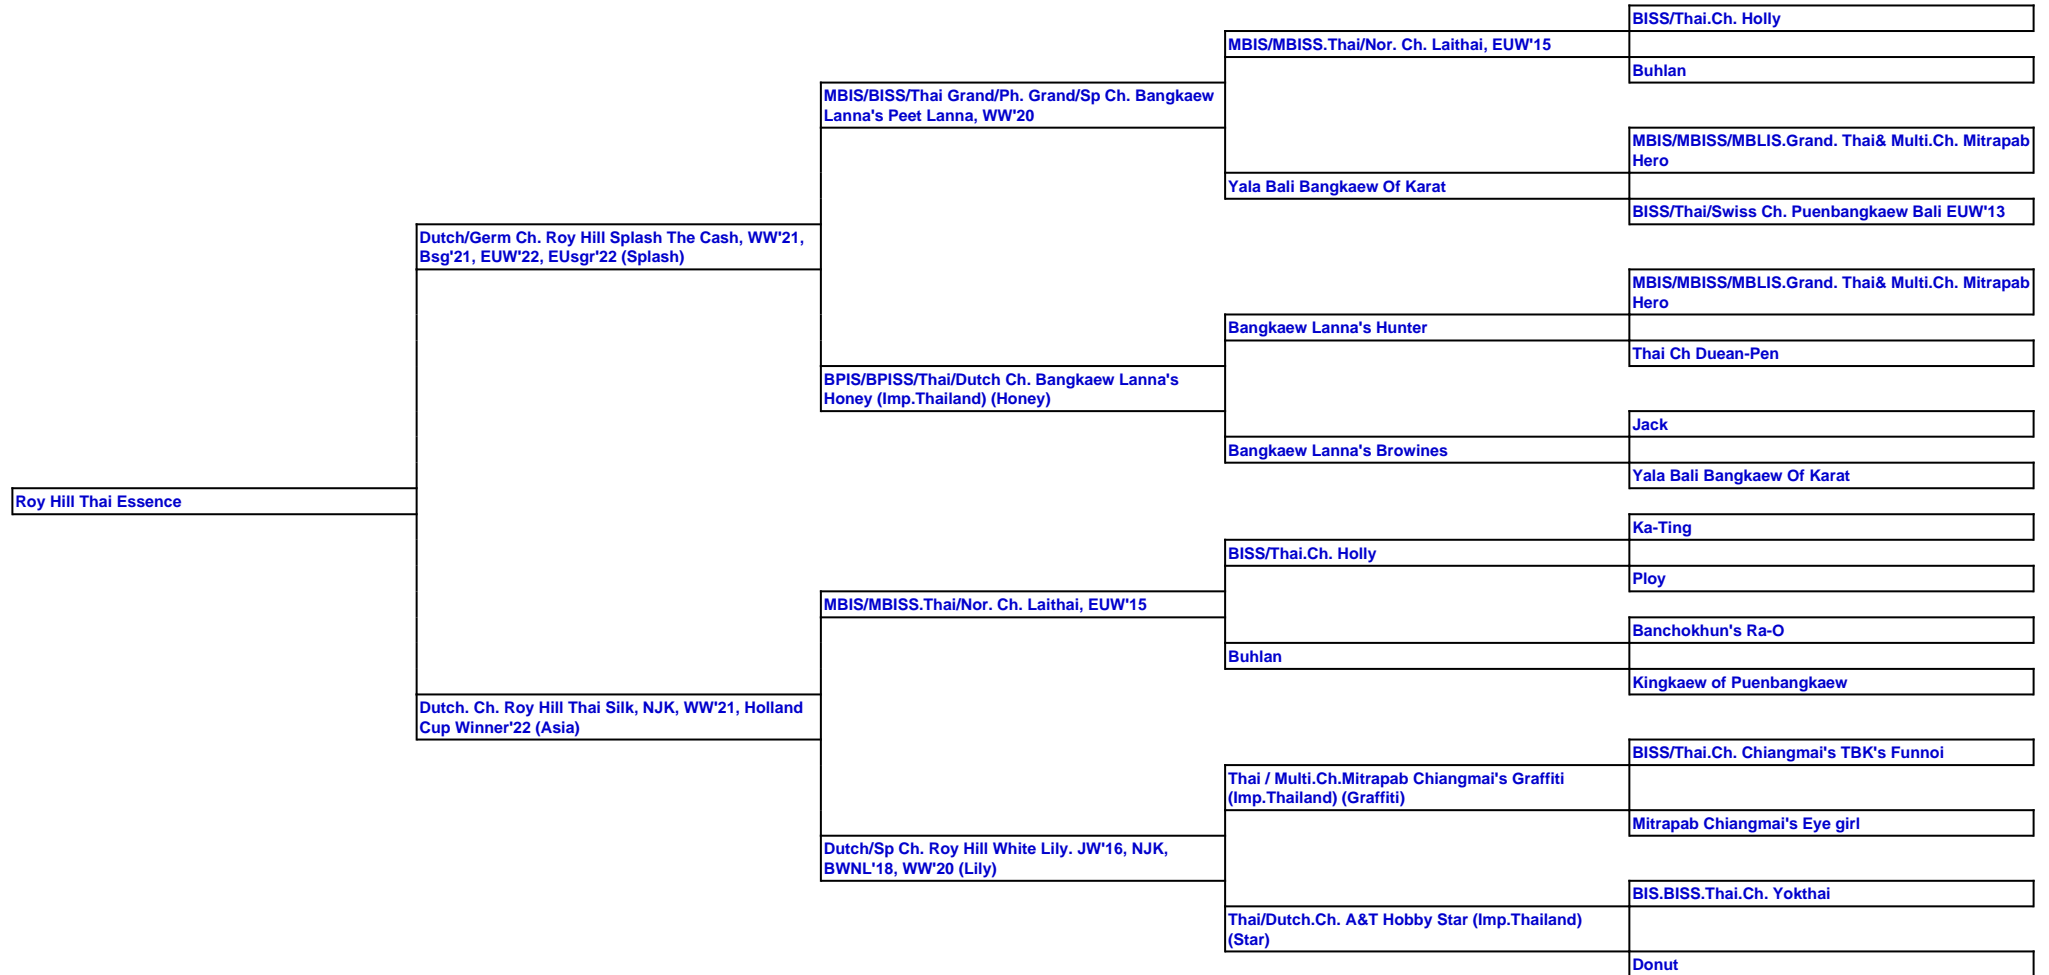 BISS/Thai.Ch. Holly
MBIS/MBISS.Thai/Nor. Ch. Laithai, EUW'15
Buhlan
MBIS/BISS/Thai Grand/Ph. Grand/Sp Ch. Bangkaew
Lanna's Peet Lanna, WW'20
MBIS/MBISS/MBLIS.Grand. Thai& Multi.Ch. Mitrapab
Hero
Yala Bali Bangkaew Of Karat
BISS/Thai/Swiss Ch. Puenbangkaew Bali EUW'13
Dutch/Germ Ch. Roy Hill Splash The Cash, WW'21,
Bsg'21, EUW'22, EUsgr'22 (Splash)
MBIS/MBISS/MBLIS.Grand. Thai& Multi.Ch. Mitrapab
Hero
Bangkaew Lanna's Hunter
Thai Ch Duean-Pen
BPIS/BPISS/Thai/Dutch Ch. Bangkaew Lanna's
Honey (Imp.Thailand) (Honey)
Jack
Bangkaew Lanna's Browines
Yala Bali Bangkaew Of Karat
Roy Hill Thai Essence
Ka-Ting
BISS/Thai.Ch. Holly
Ploy
MBIS/MBISS.Thai/Nor. Ch. Laithai, EUW'15
Banchokhun's Ra-O
Buhlan
Kingkaew of Puenbangkaew
Dutch. Ch. Roy Hill Thai Silk, NJK, WW'21, Holland
Cup Winner'22 (Asia)
BISS/Thai.Ch. Chiangmai's TBK's Funnoi
Thai / Multi.Ch.Mitrapab Chiangmai's Graffiti
(Imp.Thailand) (Graffiti)
Mitrapab Chiangmai's Eye girl
Dutch/Sp Ch. Roy Hill White Lily. JW'16, NJK,
BWNL'18, WW'20 (Lily)
BIS.BISS.Thai.Ch. Yokthai
Thai/Dutch.Ch. A&T Hobby Star (Imp.Thailand)
(Star)
Donut